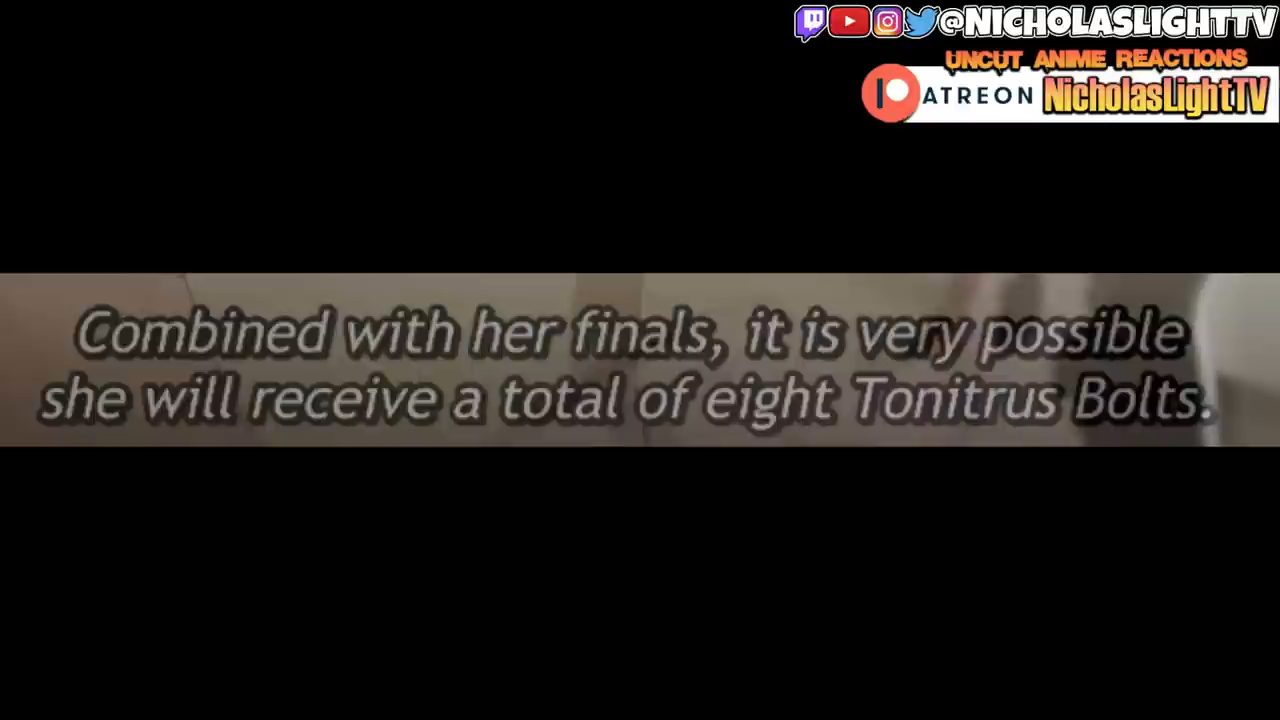 @NICHOLASLIGHTTV
UNCUT ANIME REACTIONS
PATREON NicholasLightTV
Combined with her finals, it is very possible
she will receive a total of eight Tonitrus Bolts.